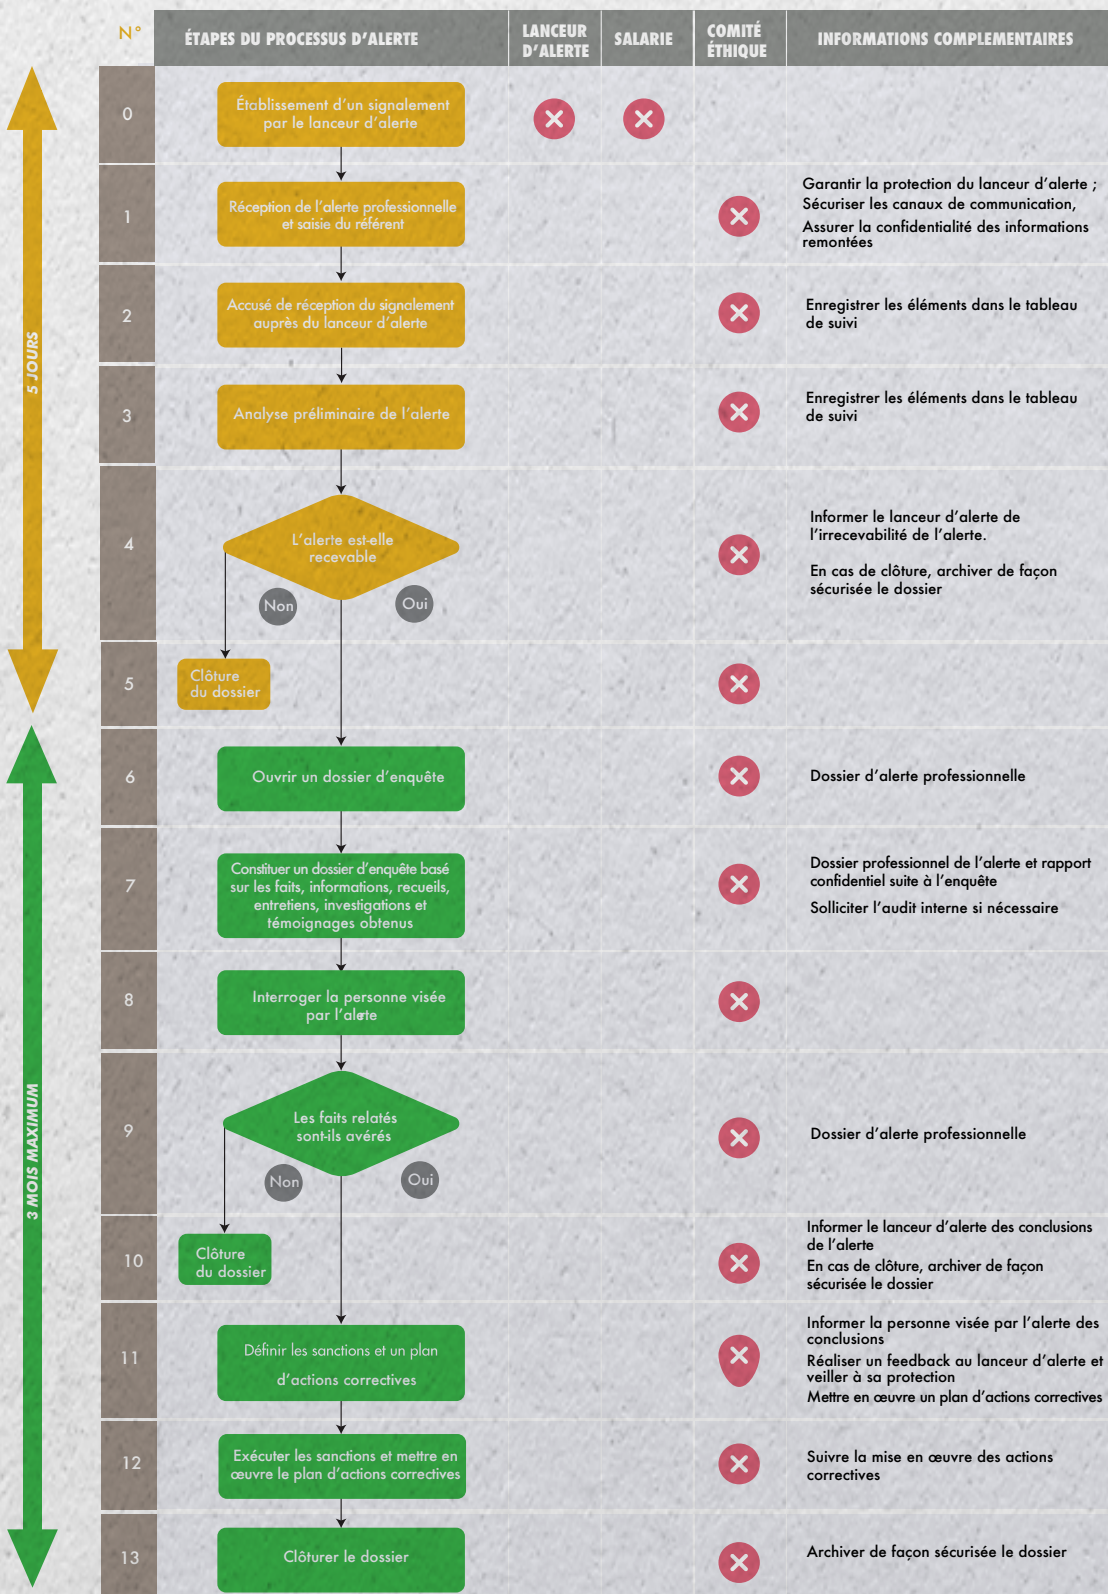 N°
ÉTAPES DU PROCESSUS D'ALERTE
LANCEUR
D'ALERTE
SALARIE
COMITÉ
ÉTHIQUE
INFORMATIONS COMPLEMENTAIRES
5 JOURS
0
Établissement d'un signalement
par le lanceur d'alerte
1
Réception de l'alerte professionnelle
et saisie du référent
Garantir la protection du lanceur d'alerte ;
Sécuriser les canaux de communication,
Assurer la confidentialité des informations
remontées
2
Accusé de réception du signalement
auprès du lanceur d'alerte
Enregistrer les éléments dans le tableau
de suivi
3
Analyse préliminaire de l'alerte
Enregistrer les éléments dans le tableau
de suivi
4
L'alerte est-elle
recevable
Non
Oui
Informer le lanceur d'alerte de
l'irrecevabilité de l'alerte.
En cas de clôture, archiver de façon
sécurisée le dossier
5
Clôture
du dossier
3 MOIS MAXIMUM
6
Ouvrir un dossier d'enquête
Dossier d'alerte professionnelle
7
Constituer un dossier d'enquête basé
sur les faits, informations, recueils,
entretiens, investigations et
témoignages obtenus
Dossier professionnel de l'alerte et rapport
confidentiel suite à l'enquête
Solliciter l'audit interne si nécessaire
8
Interroger la personne visée
par l'alerte
9
Les faits relatés
sont-ils avérés
Non
Oui
Dossier d'alerte professionnelle
10
Clôture
du dossier
Informer le lanceur d'alerte des conclusions
de l'alerte
En cas de clôture, archiver de façon
sécurisée le dossier
11
Définir les sanctions et un plan
d'actions correctives
Informer la personne visée par l'alerte des
conclusions
Réaliser un feedback au lanceur d'alerte et
veiller à sa protection
Mettre en œuvre un plan d'actions correctives
12
Exécuter les sanctions et mettre en
œuvre le plan d'actions correctives
Suivre la mise en œuvre des actions
correctives
13
Clôturer le dossier
Archiver de façon sécurisée le dossier